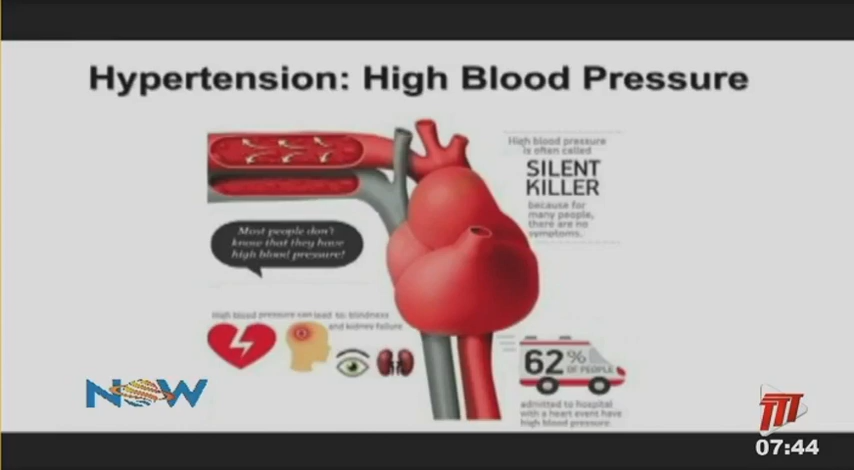 Hypertension: High Blood Pressure
High blood pressure
is often called
SILENT
KILLER
because for
many people,
there are no
symptoms.
Most people don't
know that they have
high blood pressure!
High blood pressure can lead to: blindness
and kidney failure
62%
OF PEOPLE
admitted to hospital
with a heart event have
high blood pressure.
NOW
07:44